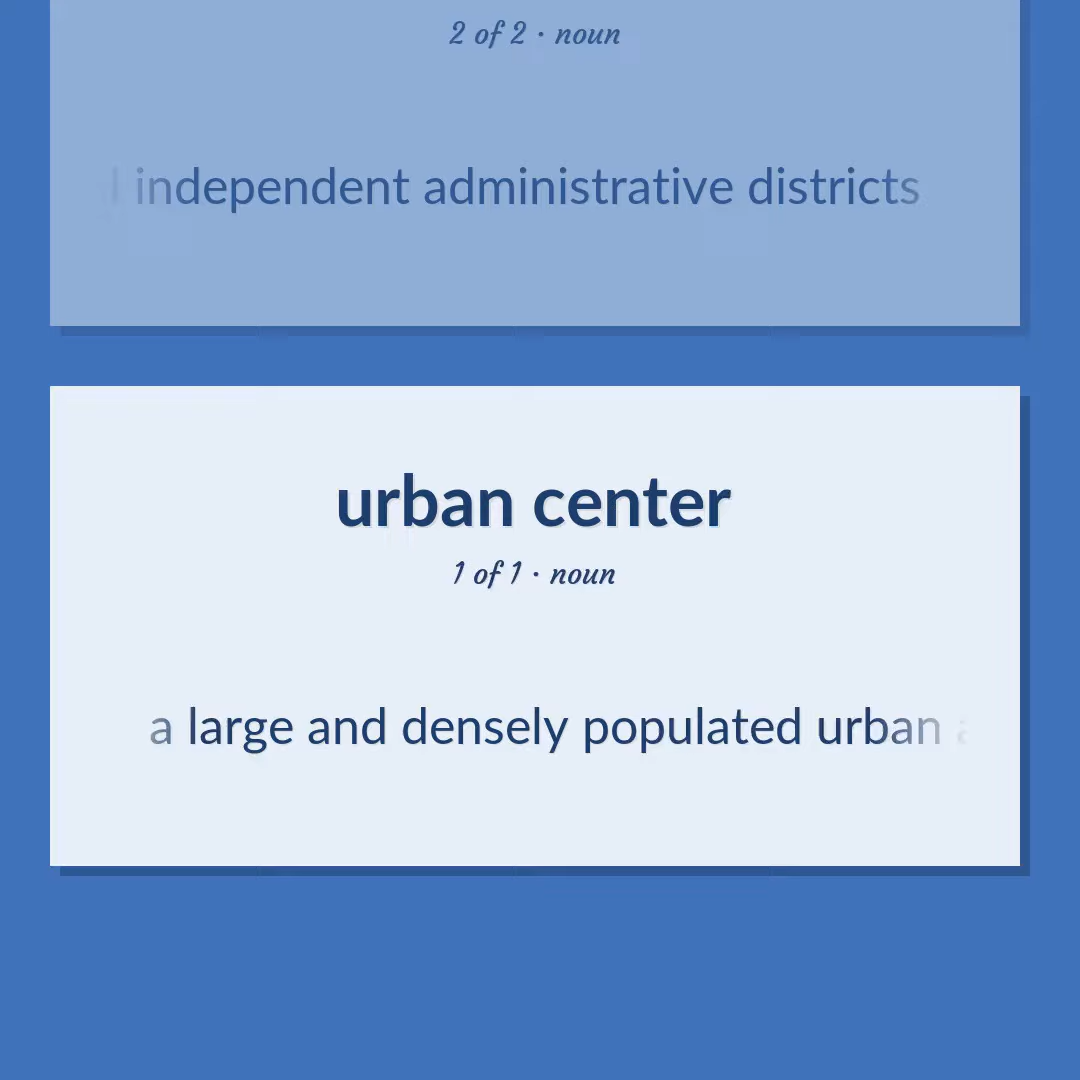 2 of 2 · noun
independent administrative districts
urban center
1 of 1 · noun
a large and densely populated urban